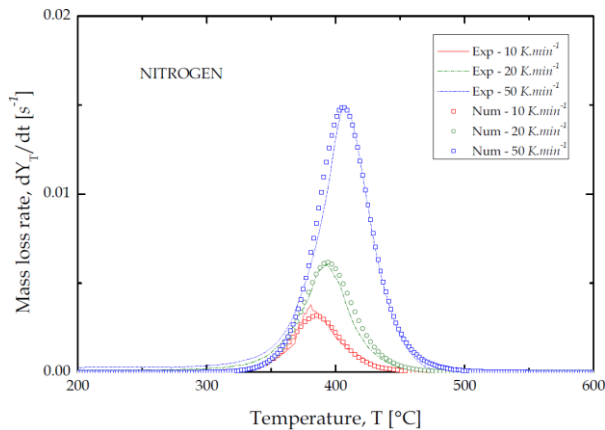 NITROGEN
Exp - 10 K.min⁻¹
Exp - 20 K.min⁻¹
Exp - 50 K.min⁻¹
Num - 10 K.min⁻¹
Num - 20 K.min⁻¹
Num - 50 K.min⁻¹
Mass loss rate, dY_T/dt [s⁻¹]
0.02
0.01
0.00
200 300 400 500 600
Temperature, T [°C]